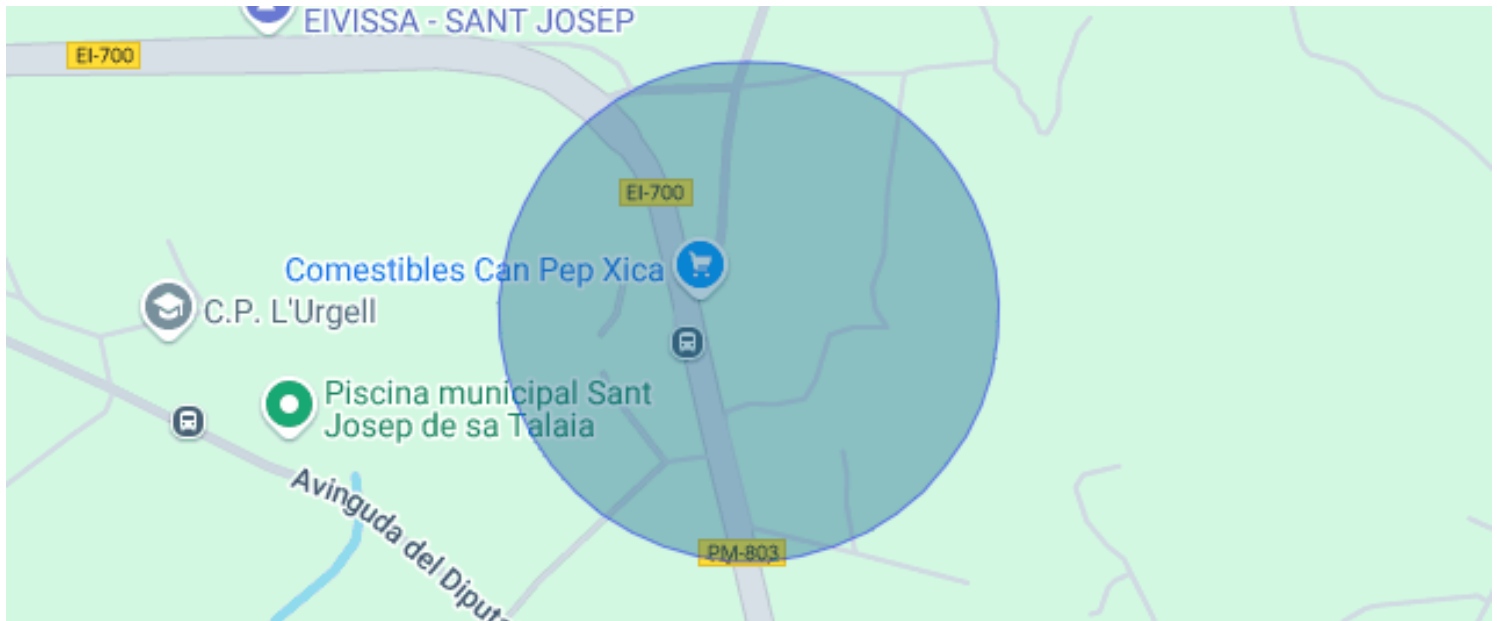 EIVISSA - SANT JOSEP
EI-700
EI-700
Comestibles Can Pep Xica
C.P. L'Urgell
Piscina municipal Sant
Josep de sa Talaia
Avinguda del Diputa
PM-803